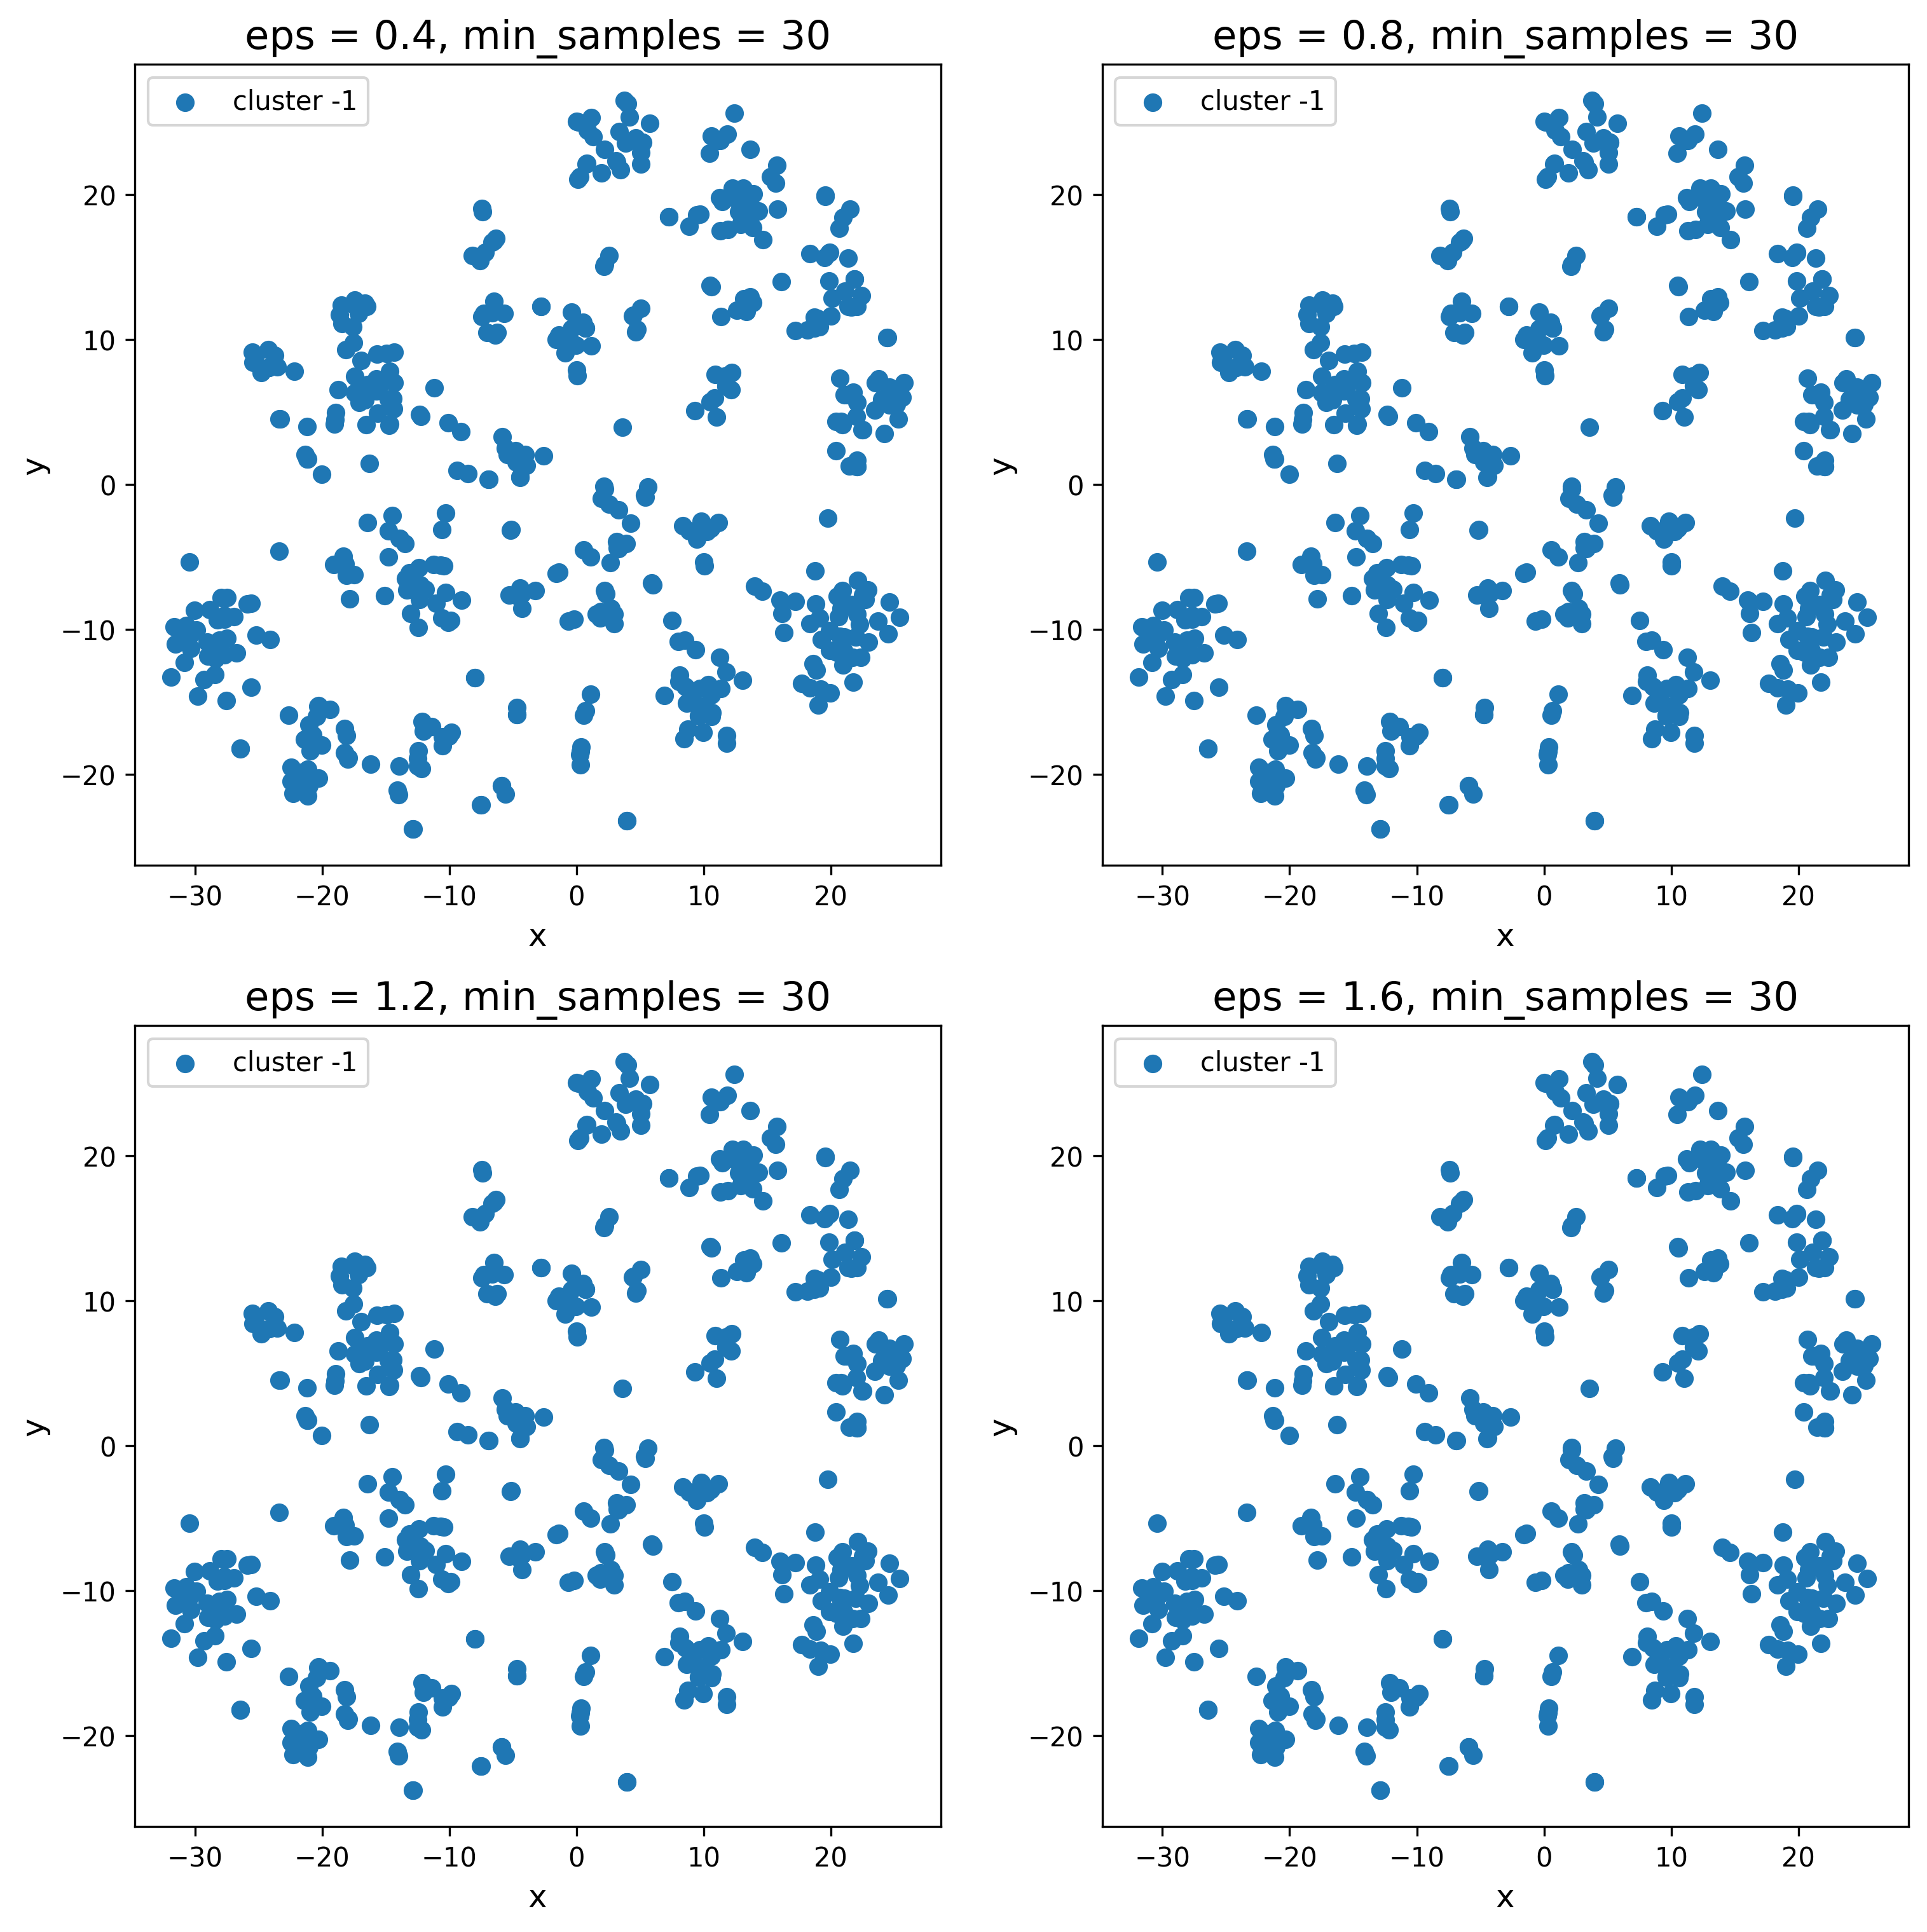 eps = 0.4, min_samples = 30
cluster -1
20
10
0
−10
−20
y
−30 −20 −10 0 10 20
x
eps = 0.8, min_samples = 30
cluster -1
20
10
0
−10
−20
y
−30 −20 −10 0 10 20
x
eps = 1.2, min_samples = 30
cluster -1
20
10
0
−10
−20
y
−30 −20 −10 0 10 20
x
eps = 1.6, min_samples = 30
cluster -1
20
10
0
−10
−20
y
−30 −20 −10 0 10 20
x